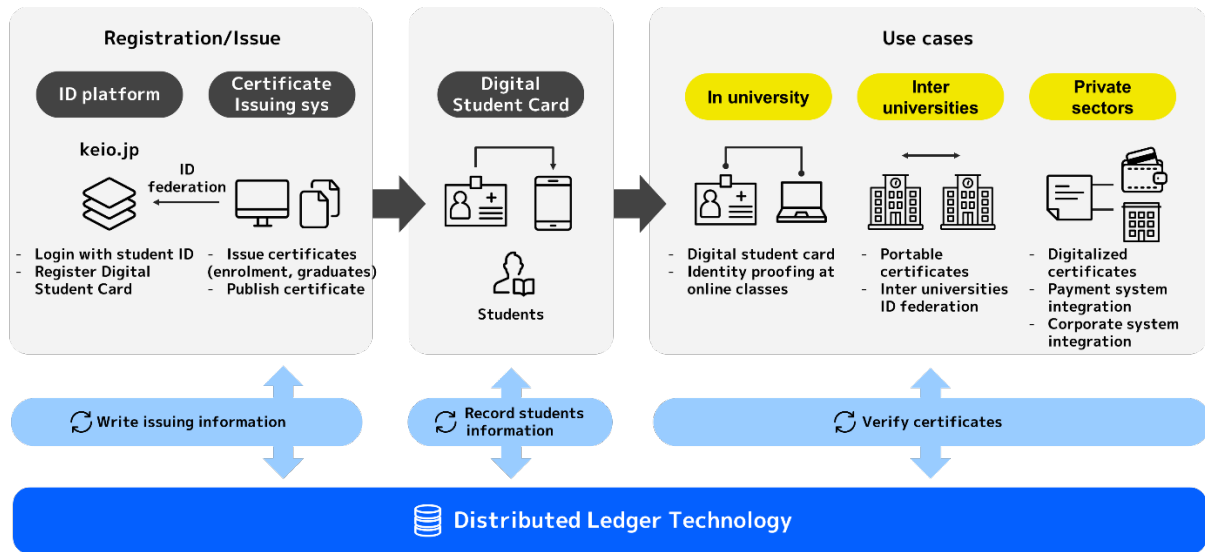 Registration/Issue
ID platform
Certificate
Issuing sys
keio.jp
ID
federation
- Login with student ID
- Register Digital
Student Card
- Issue certificates
(enrolment, graduates)
- Publish certificate
Digital
Student Card
Students
Use cases
In university
Inter
universities
Private
sectors
- Digital student card
- Identity proofing at
online classes
- Portable
certificates
- Inter universities
ID federation
- Digitalized
certificates
- Payment system
integration
- Corporate system
integration
Write issuing information
Record students
information
Verify certificates
Distributed Ledger Technology